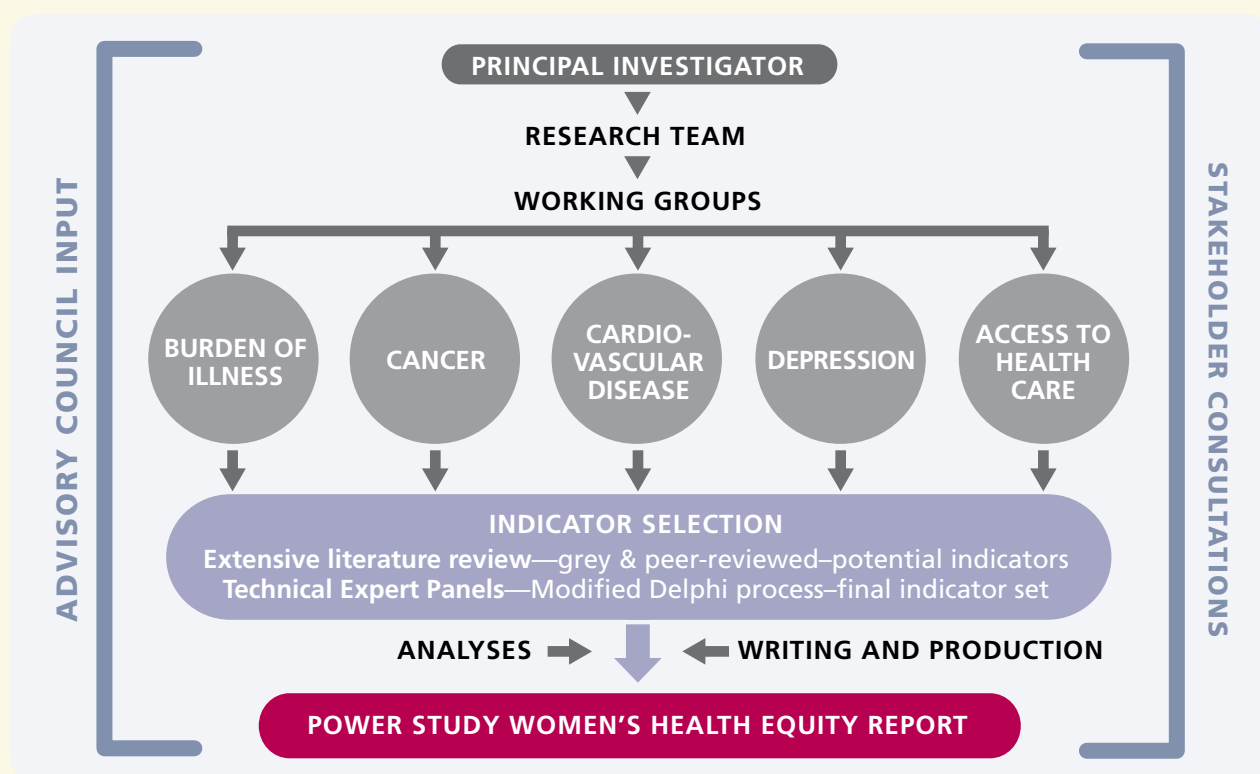 PRINCIPAL INVESTIGATOR
RESEARCH TEAM
WORKING GROUPS
BURDEN OF
ILLNESS
CANCER
CARDIO-
VASCULAR
DISEASE
DEPRESSION
ACCESS TO
HEALTH
CARE
INDICATOR SELECTION
Extensive literature review—grey & peer-reviewed–potential indicators
Technical Expert Panels—Modified Delphi process–final indicator set
ANALYSES
WRITING AND PRODUCTION
POWER STUDY WOMEN’S HEALTH EQUITY REPORT
ADVISORY COUNCIL INPUT
STAKEHOLDER CONSULTATIONS